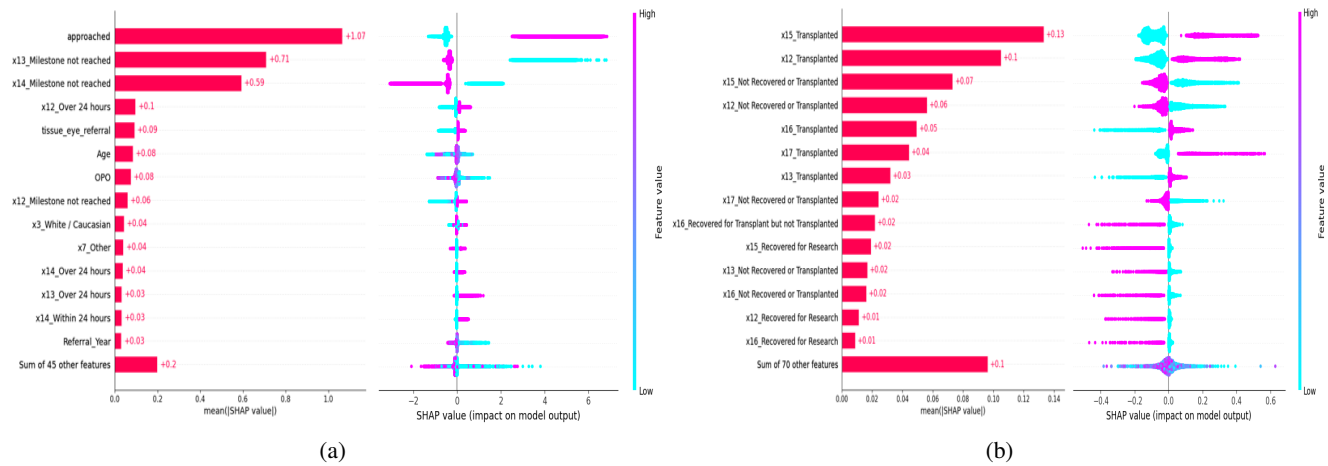 approached
+1.07
x13_Milestone not reached
+0.71
x14_Milestone not reached
+0.59
x12_Over 24 hours
+0.1
tissue_eye_referral
+0.09
Age
+0.08
OPO
+0.08
x12_Milestone not reached
+0.06
x3_White / Caucasian
+0.04
x7_Other
+0.04
x14_Over 24 hours
+0.04
x13_Over 24 hours
+0.03
x14_Within 24 hours
+0.03
Referral_Year
+0.03
Sum of 45 other features
+0.2
0.0 0.2 0.4 0.6 0.8 1.0
mean(|SHAP value|)
−2 0 2 4 6
SHAP value (impact on model output)
High
Feature value
Low
(a)
x15_Transplanted
+0.13
x12_Transplanted
+0.1
x15_Not Recovered or Transplanted
+0.07
x12_Not Recovered or Transplanted
+0.06
x16_Transplanted
+0.05
x17_Transplanted
+0.04
x13_Transplanted
+0.03
x17_Not Recovered or Transplanted
+0.02
x16_Recovered for Transplant but not Transplanted
+0.02
x15_Recovered for Research
+0.02
x13_Not Recovered or Transplanted
+0.02
x16_Not Recovered or Transplanted
+0.02
x12_Recovered for Research
+0.01
x16_Recovered for Research
+0.01
Sum of 70 other features
+0.1
0.00 0.02 0.04 0.06 0.08 0.10 0.12 0.14
mean(|SHAP value|)
−0.4 −0.2 0.0 0.2 0.4 0.6
SHAP value (impact on model output)
High
Feature value
Low
(b)